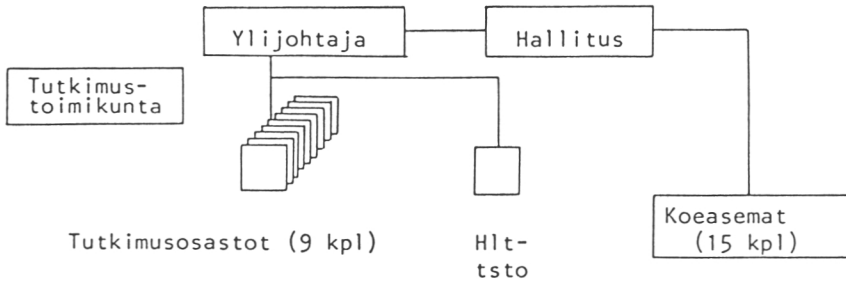 Ylijohtaja
Hallitus
Tutkimus-
toimikunta
Tutkimusosastot (9 kpl)
Hlt-
tsto
Koeasemat
(15 kpl)